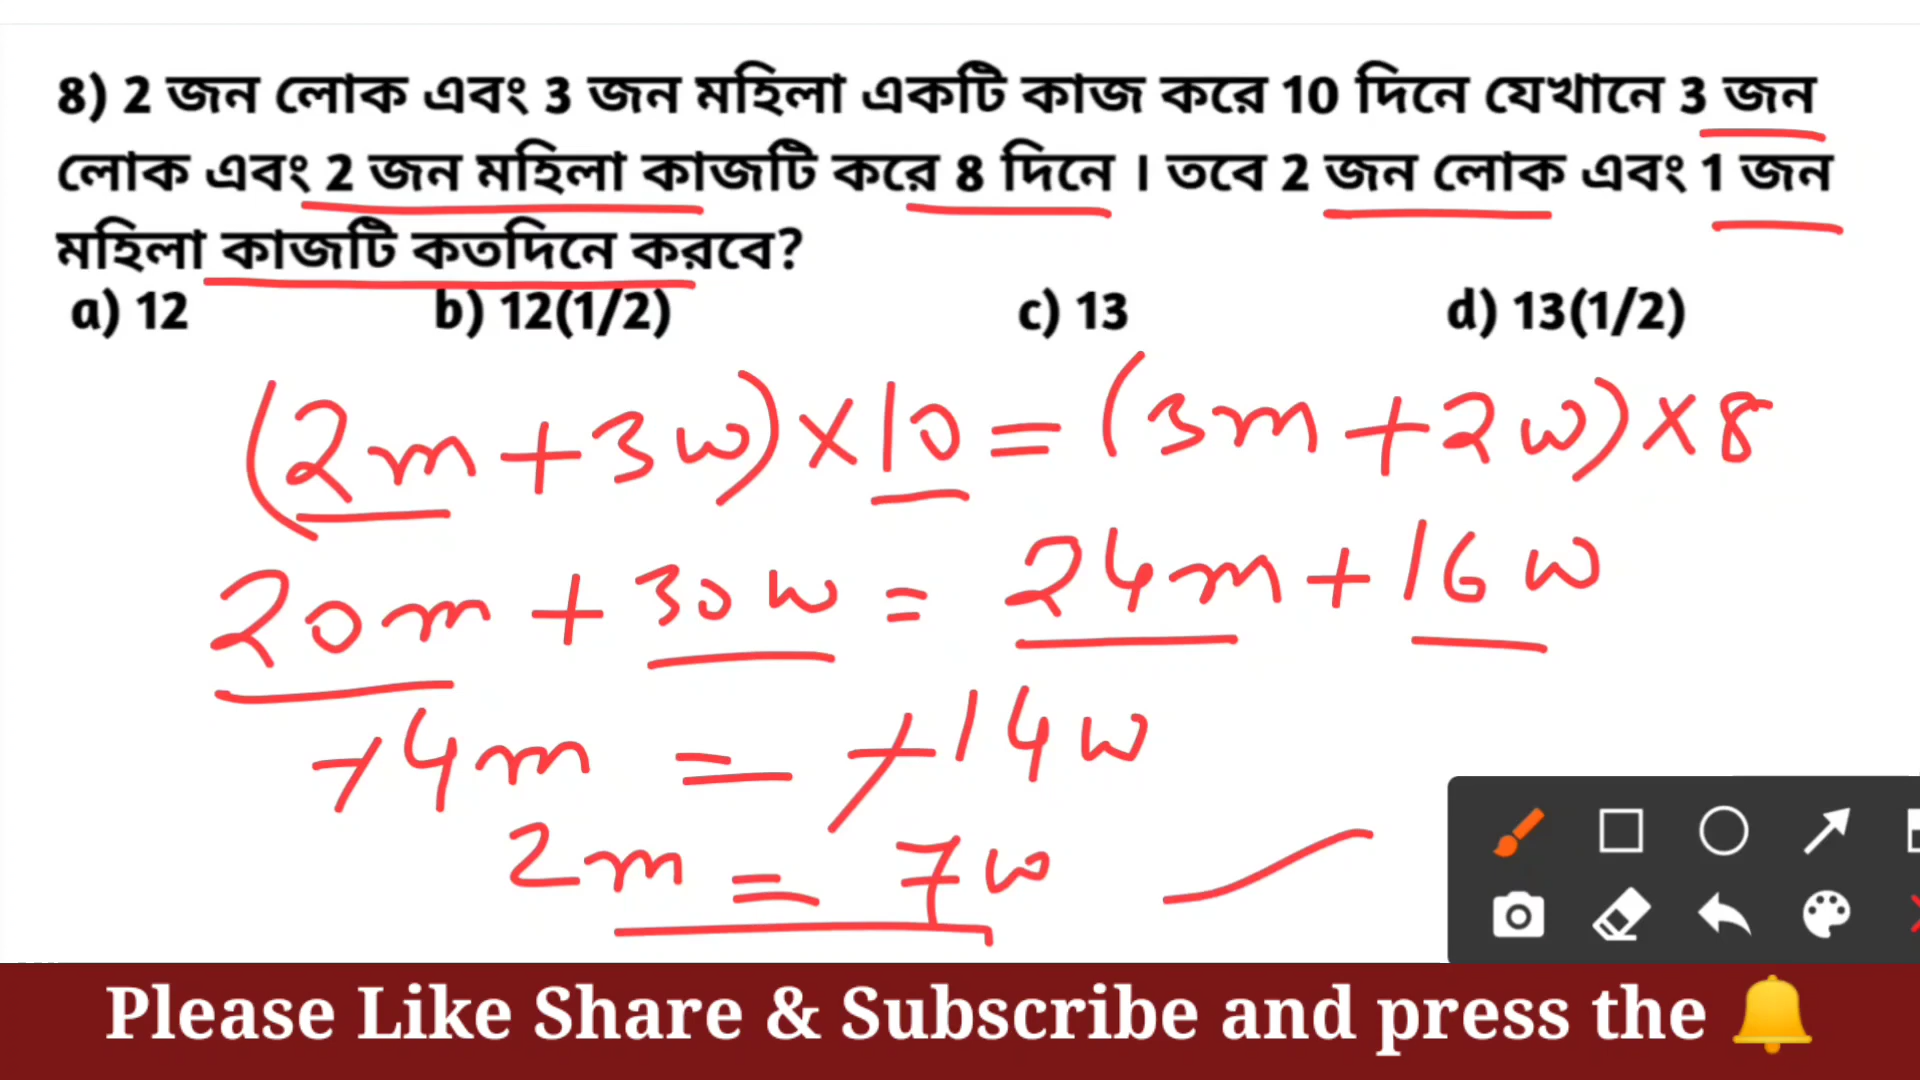 8) 2 জন লোক এবং 3 জন মহিলা একটি কাজ করে 10 দিনে যেখানে 3 জন
লোক এবং 2 জন মহিলা কাজটি করে 8 দিনে । তবে 2 জন লোক এবং 1 জন
মহিলা কাজটি কতদিনে করবে?
a) 12 b) 12(1/2) c) 13 d) 13(1/2)
(2m+3w)×10=(3m+2w)×8
20m+30w=24m+16w
-4m=-14w
2m=7w
Please Like Share & Subscribe and press the 🔔